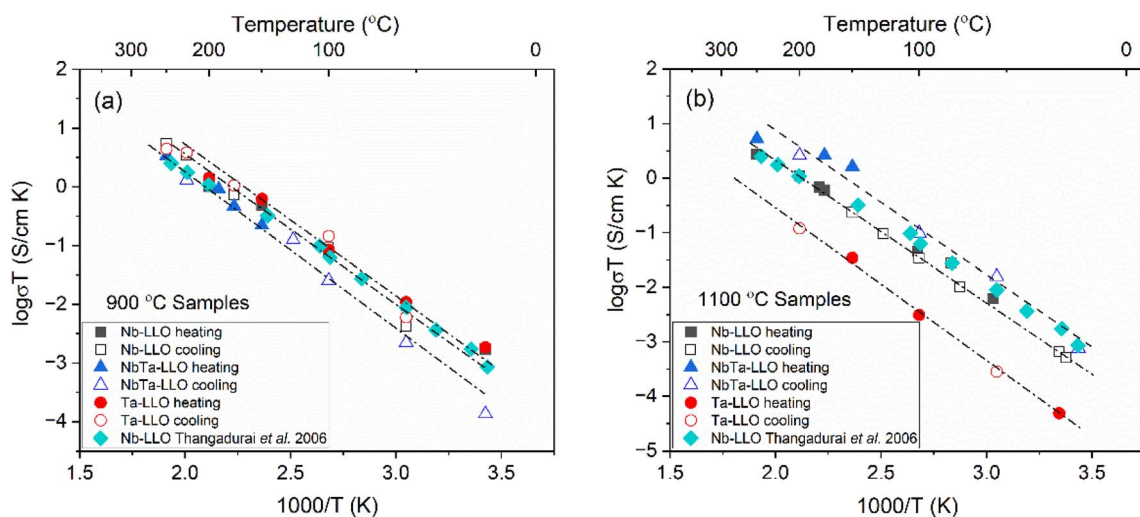 Temperature (°C)
300 200 100 0
(a)
2
1
0
−1
−2
−3
−4
logσT (S/cm K)
900 °C Samples
Nb-LLO heating
Nb-LLO cooling
NbTa-LLO heating
NbTa-LLO cooling
Ta-LLO heating
Ta-LLO cooling
Nb-LLO Thangadurai et al. 2006
1.5 2.0 2.5 3.0 3.5
1000/T (K)
Temperature (°C)
300 200 100 0
(b)
2
1
0
−1
−2
−3
−4
−5
logσT (S/cm K)
1100 °C Samples
Nb-LLO heating
Nb-LLO cooling
NbTa-LLO heating
NbTa-LLO cooling
Ta-LLO heating
Ta-LLO cooling
Nb-LLO Thangadurai et al. 2006
1.5 2.0 2.5 3.0 3.5
1000/T (K)